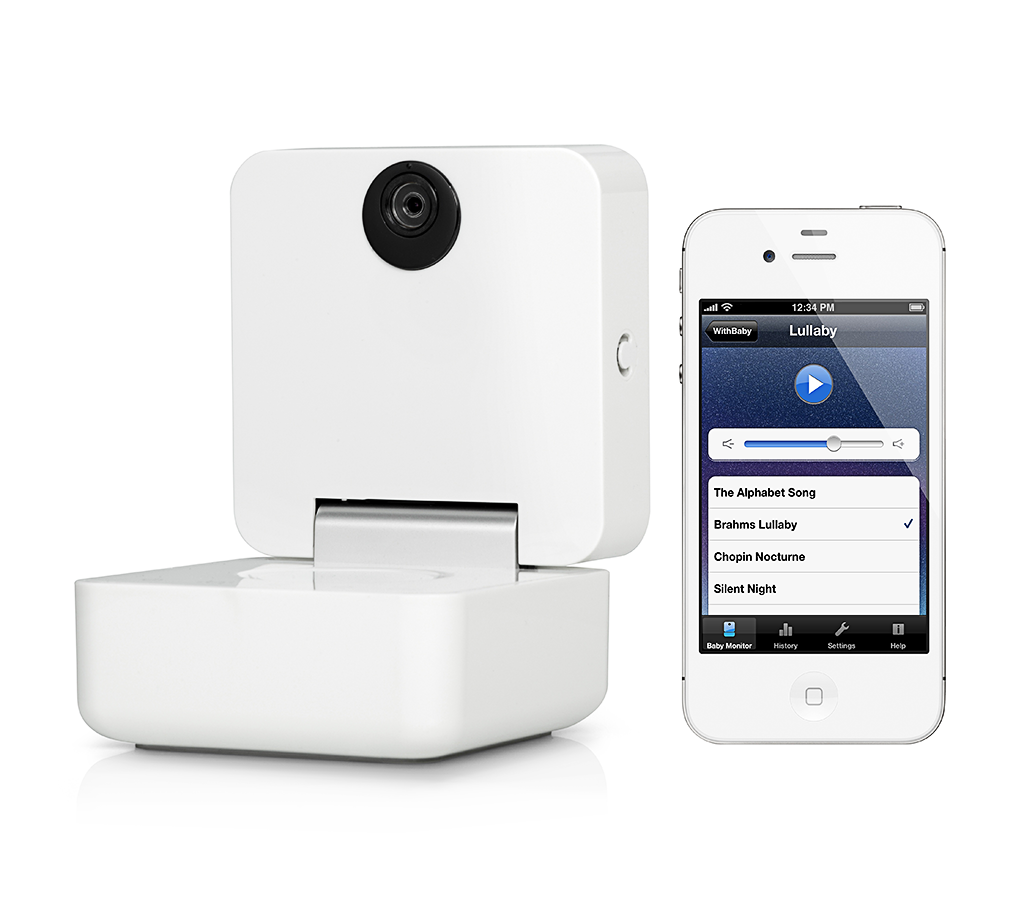 12:34 PM
WithBaby
Lullaby
The Alphabet Song
Brahms Lullaby
Chopin Nocturne
Silent Night
Baby Monitor
History
Settings
Help